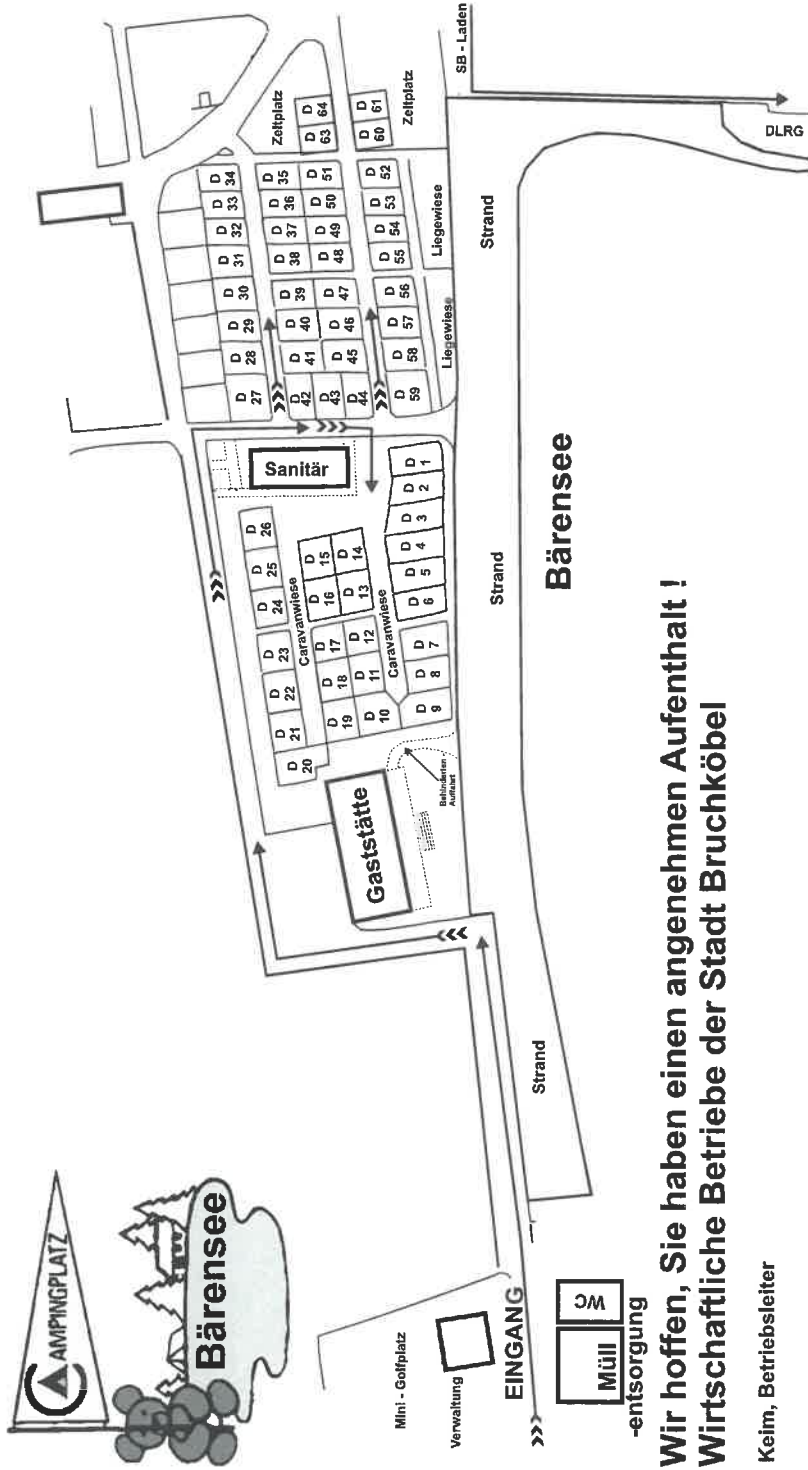 CAMPINGPLATZ
Bärensee
Mini - Golfplatz
Verwaltung
EINGANG
Müll
-entsorgung
WC
Gaststätte
Behinderten-
Auffahrt
Caravanwiese
Caravanwiese
Sanitär
D 20
D 21
D 22
D 23
D 24
D 25
D 26
D 19
D 18
D 17
D 16
D 15
D 10
D 11
D 12
D 13
D 14
D 9
D 8
D 7
D 6
D 5
D 4
D 3
D 2
D 1
D 27
D 28
D 29
D 30
D 31
D 32
D 33
D 34
D 42
D 41
D 40
D 39
D 38
D 37
D 36
D 35
D 43
D 44
D 45
D 46
D 47
D 48
D 49
D 50
D 51
D 59
D 58
D 57
D 56
D 55
D 54
D 53
D 52
Zeltplatz
D 63
D 64
D 60
D 61
Zeltplatz
Liegewiese
Liegewiese
SB - Laden
Strand
Strand
Strand
DLRG
Bärensee
Wir hoffen, Sie haben einen angenehmen Aufenthalt !
Wirtschaftliche Betriebe der Stadt Bruchköbel
Keim, Betriebsleiter